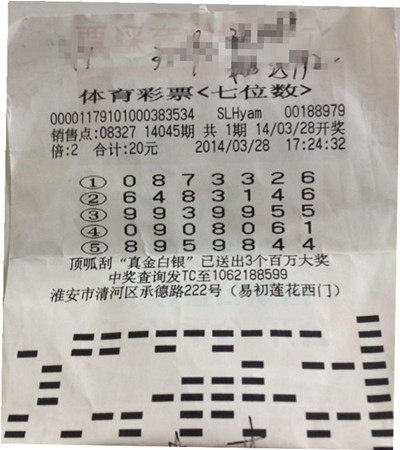 体育彩票<七位数>
00001179101000383534 SLHyam 00188979
销售点:08327 14045期 共 1期 14/03/28开奖
倍:2 合计:20元 2014/03/28 17:24:32
① 0 8 7 3 3 2 6
② 6 4 8 3 1 4 6
③ 9 9 3 9 9 5 5
④ 0 9 0 8 0 6 1
⑤ 8 9 5 9 8 4 4
顶呱刮“真金白银”已送出3个百万大奖
中奖查询发TC至1062188599
淮安市清河区承德路222号（易初莲花西门）